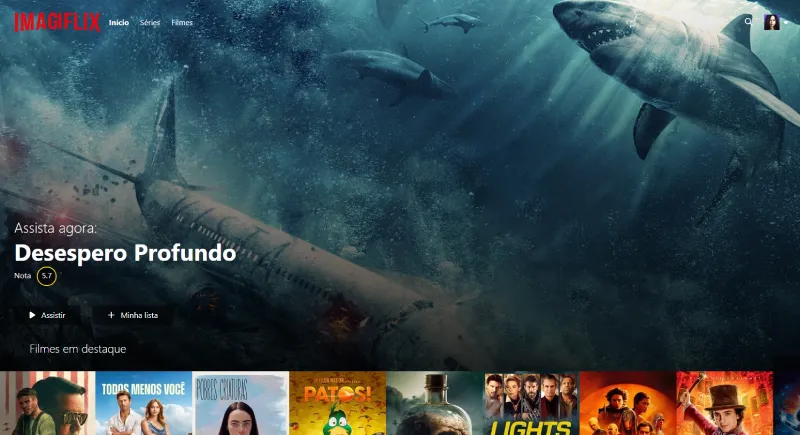 IMAGIFLIX Início Séries Filmes
Assista agora:
Desespero Profundo
Nota 5.7
Assistir Minha lista
Filmes em destaque
TODOS MENOS VOCÊ
POBRES CRIATURAS
PATOS!
LIGHTS